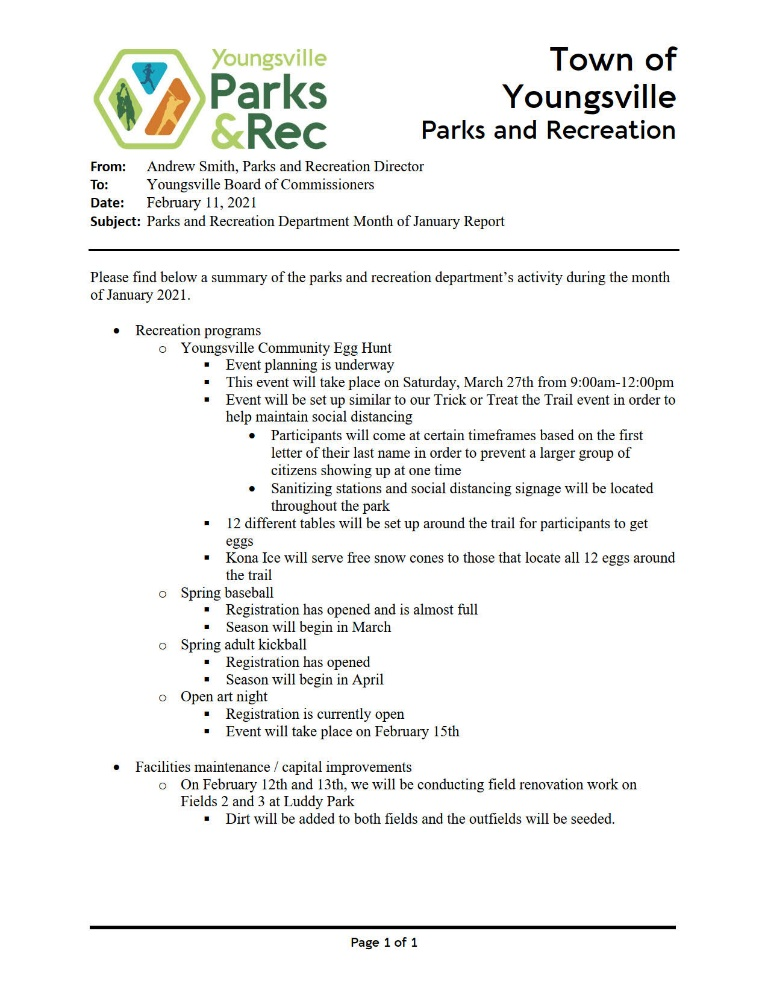 Youngsville
Parks
&Rec
Town of
Youngsville
Parks and Recreation
From: Andrew Smith, Parks and Recreation Director
To: Youngsville Board of Commissioners
Date: February 11, 2021
Subject: Parks and Recreation Department Month of January Report
Please find below a summary of the parks and recreation department's activity during the month
of January 2021.
• Recreation programs
o Youngsville Community Egg Hunt
▪ Event planning is underway
▪ This event will take place on Saturday, March 27th from 9:00am-12:00pm
▪ Event will be set up similar to our Trick or Treat the Trail event in order to
help maintain social distancing
• Participants will come at certain timeframes based on the first
letter of their last name in order to prevent a larger group of
citizens showing up at one time
• Sanitizing stations and social distancing signage will be located
throughout the park
▪ 12 different tables will be set up around the trail for participants to get
eggs
▪ Kona Ice will serve free snow cones to those that locate all 12 eggs around
the trail
o Spring baseball
▪ Registration has opened and is almost full
▪ Season will begin in March
o Spring adult kickball
▪ Registration has opened
▪ Season will begin in April
o Open art night
▪ Registration is currently open
▪ Event will take place on February 15th
• Facilities maintenance / capital improvements
o On February 12th and 13th, we will be conducting field renovation work on
Fields 2 and 3 at Luddy Park
▪ Dirt will be added to both fields and the outfields will be seeded.
Page 1 of 1